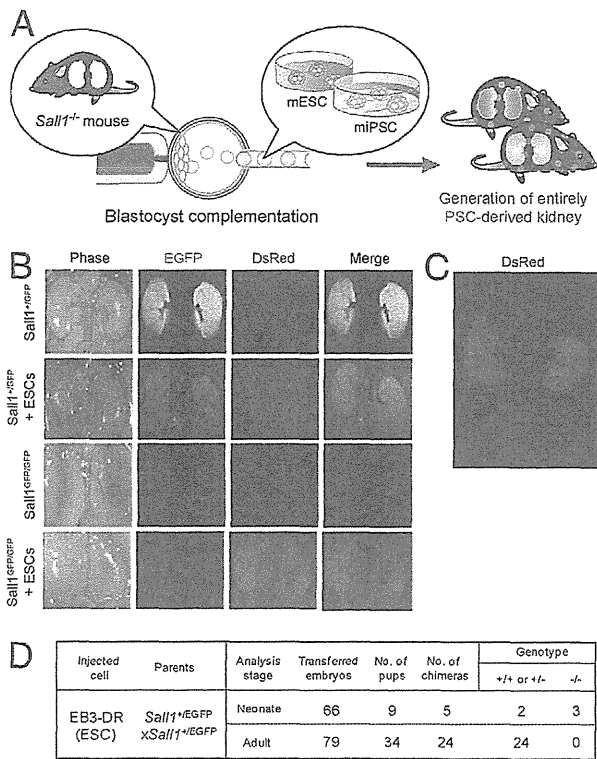 A
Sall1-/- mouse
mESC
miPSC
Blastocyst complementation
Generation of entirely
PSC-derived kidney
B
Phase EGFP DsRed Merge
Sall1+/GFP
Sall1+/GFP
+ ESCs
Sall1GFP/GFP
Sall1GFP/GFP
+ ESCs
C
DsRed
D
Injected cell Parents Analysis stage Transferred embryos No. of pups No. of chimeras Genotype
+/+ or +/- -/-
EB3-DR (ESC) Sall1+/EGFP xSall1+/EGFP Neonate 66 9 5 2 3
Adult 79 34 24 24 0